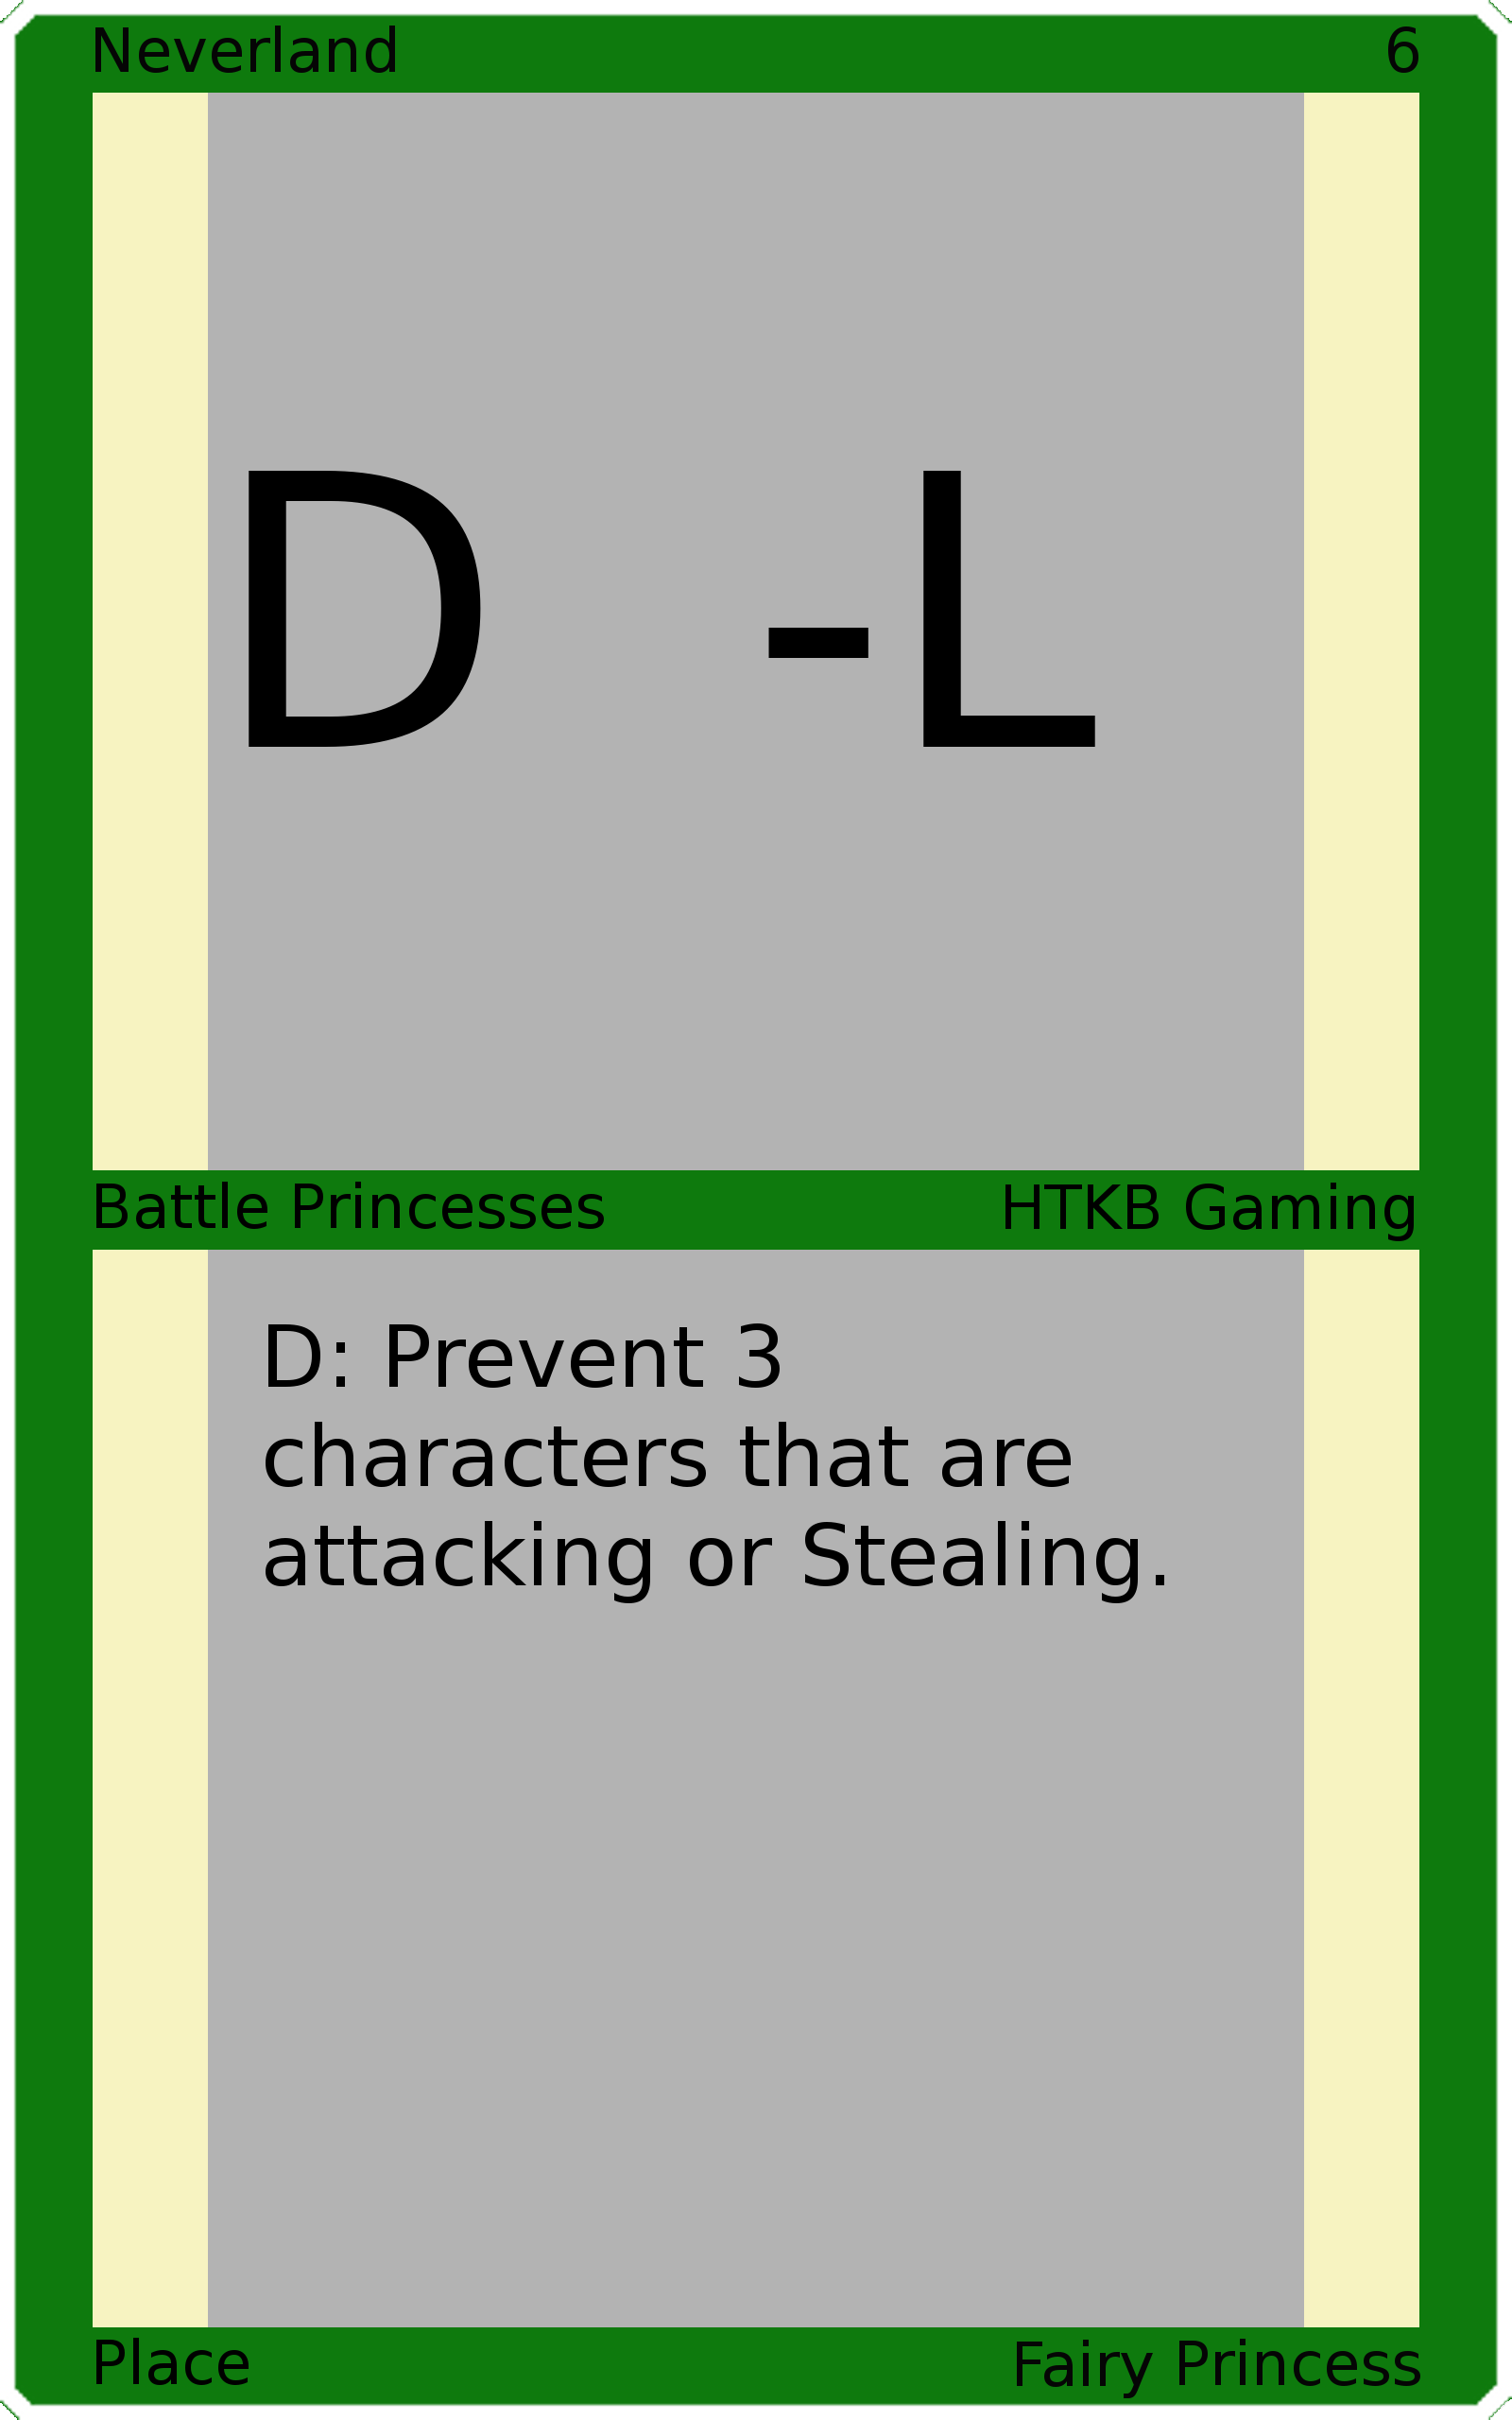 Neverland 6
D -L
Battle Princesses HTKB Gaming
D: Prevent 3
characters that are
attacking or Stealing.
Place Fairy Princess